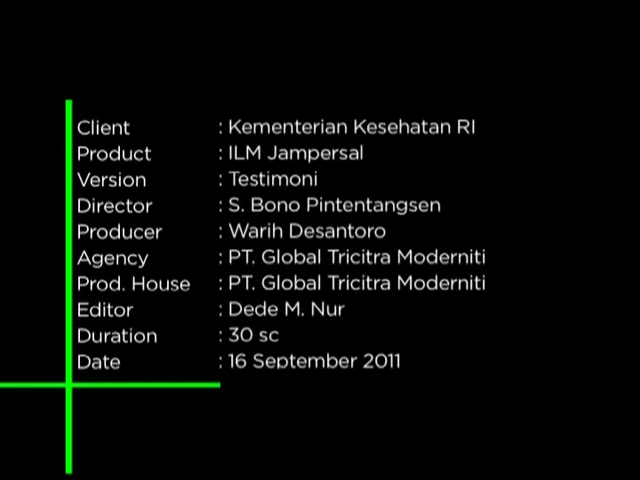 Client : Kementerian Kesehatan RI
Product : ILM Jampersal
Version : Testimoni
Director : S. Bono Pintentangsen
Producer : Warih Desantoro
Agency : PT. Global Tricitra Moderniti
Prod. House : PT. Global Tricitra Moderniti
Editor : Dede M. Nur
Duration : 30 sc
Date : 16 September 2011